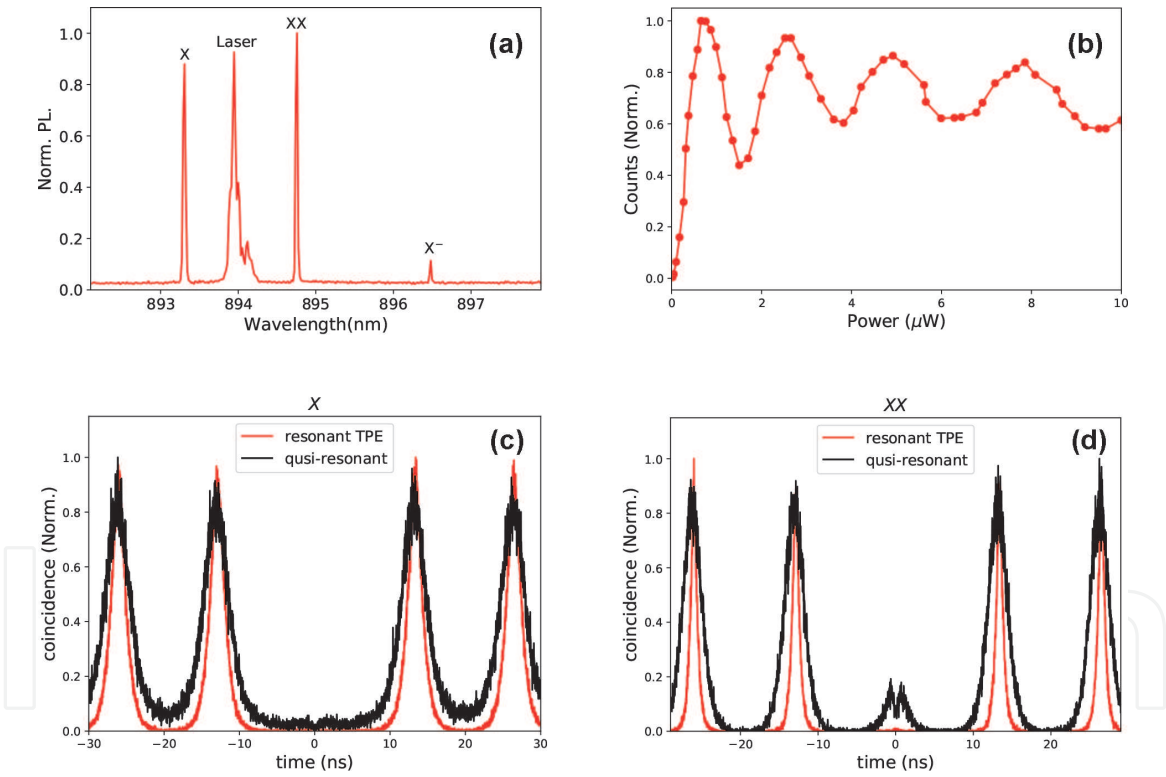 (a)
X
Laser
XX
X⁻
Norm. PL.
1.0
0.8
0.6
0.4
0.2
0.0
893 894 895 896 897
Wavelength(nm)
(b)
Counts (Norm.)
1.0
0.8
0.6
0.4
0.2
0.0
0 2 4 6 8 10
Power (μW)
X
(c)
resonant TPE
qusi-resonant
coincidence (Norm.)
1.0
0.8
0.6
0.4
0.2
0.0
−30 −20 −10 0 10 20 30
time (ns)
XX
(d)
resonant TPE
qusi-resonant
coincidence (Norm.)
1.0
0.8
0.6
0.4
0.2
0.0
−20 −10 0 10 20
time (ns)